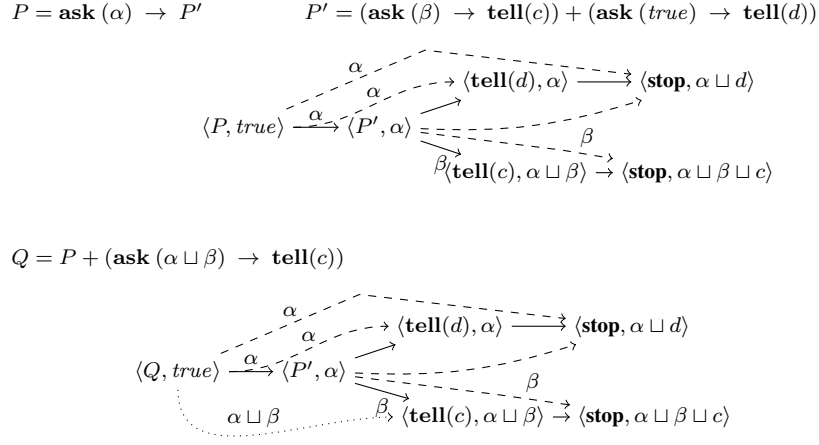 P = ask (α) → P′ P′ = (ask (β) → tell(c)) + (ask (true) → tell(d))
α
α
⟨tell(d), α⟩ ⟨stop, α ⊔ d⟩
α
⟨P, true⟩ ⟨P′, α⟩
β
β
⟨tell(c), α ⊔ β⟩ → ⟨stop, α ⊔ β ⊔ c⟩
Q = P + (ask (α ⊔ β) → tell(c))
α
α
⟨tell(d), α⟩ ⟨stop, α ⊔ d⟩
α
⟨Q, true⟩ ⟨P′, α⟩
β
α ⊔ β
β
⟨tell(c), α ⊔ β⟩ → ⟨stop, α ⊔ β ⊔ c⟩